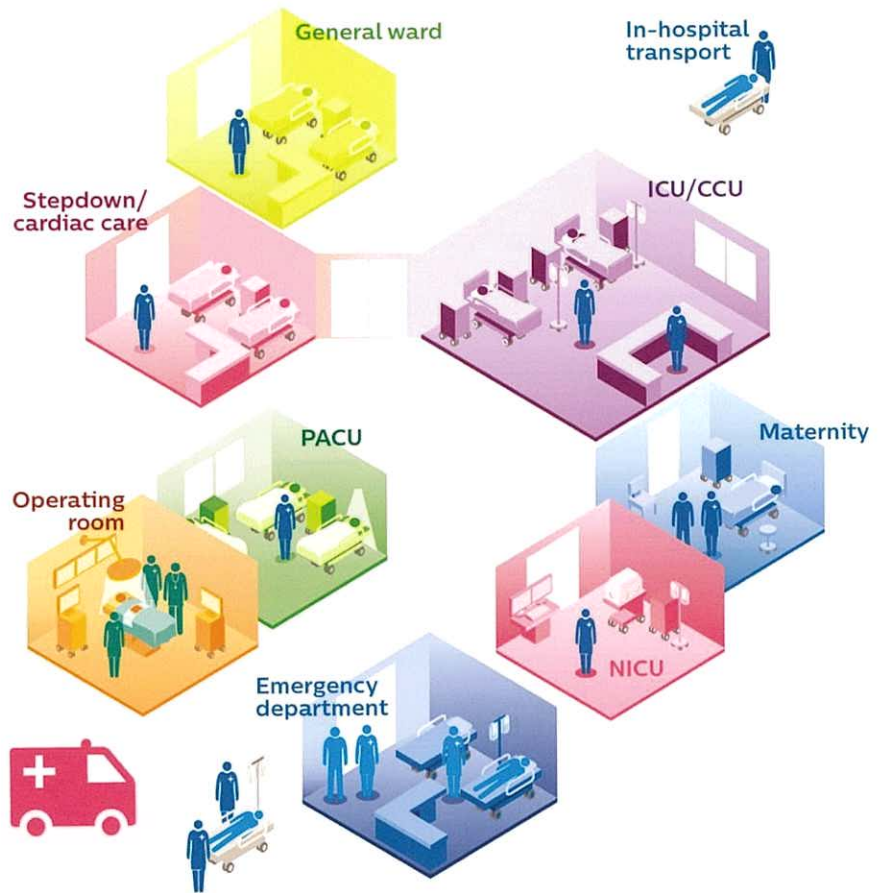 General ward
In-hospital
transport
Stepdown/
cardiac care
ICU/CCU
PACU
Maternity
Operating
room
NICU
Emergency
department